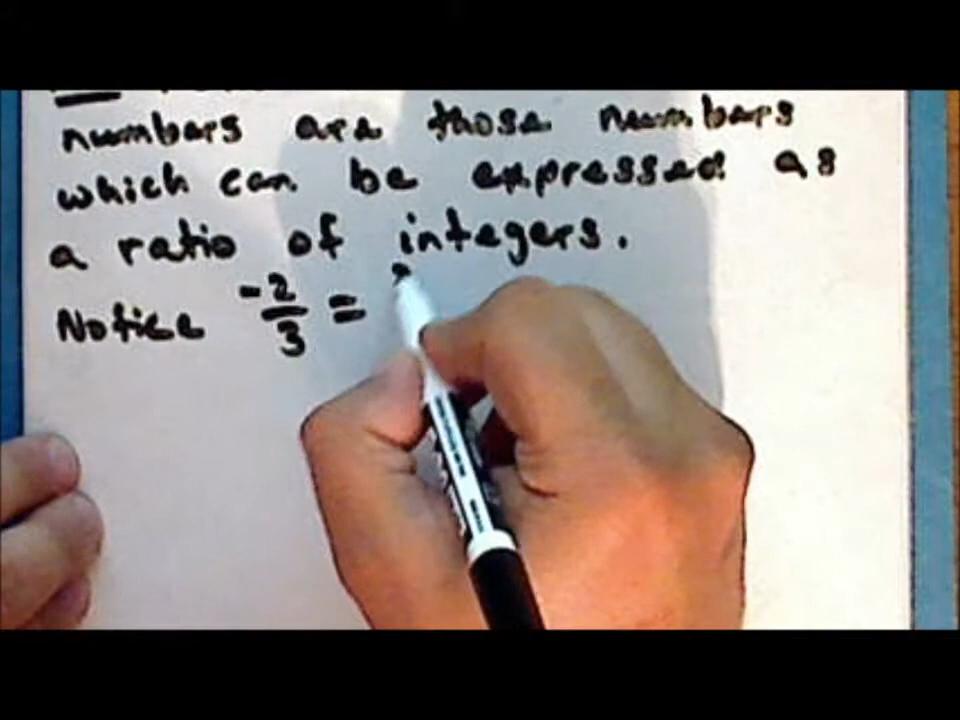 numbers are those numbers
which can be expressed as
a ratio of integers.
Notice -2/3 =